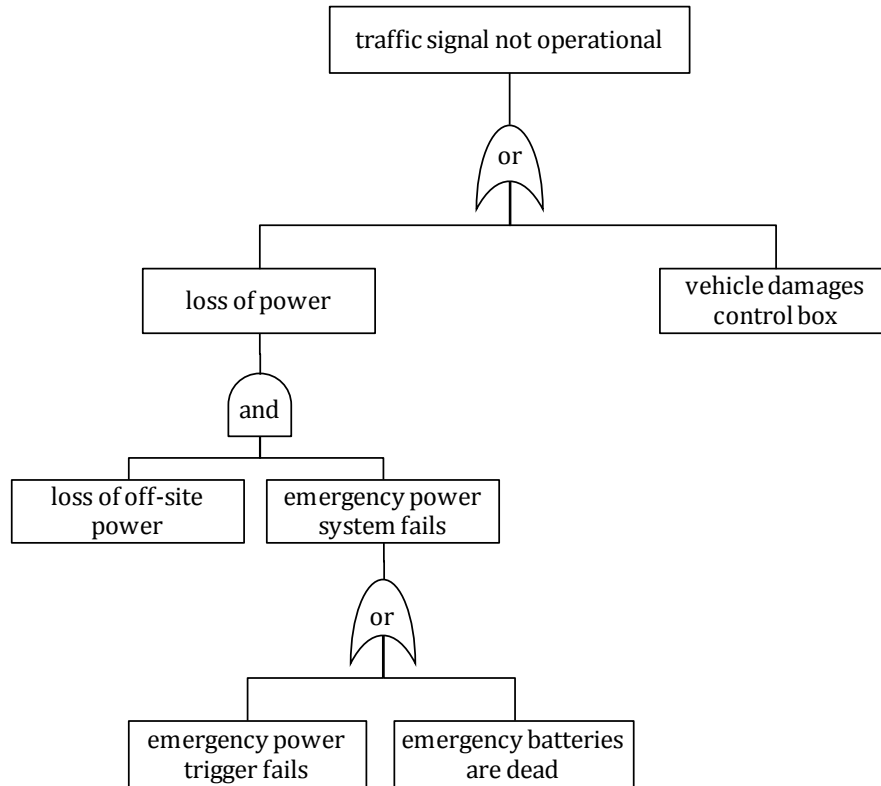 traffic signal not operational
or
loss of power
vehicle damages
control box
and
loss of off-site
power
emergency power
system fails
or
emergency power
trigger fails
emergency batteries
are dead